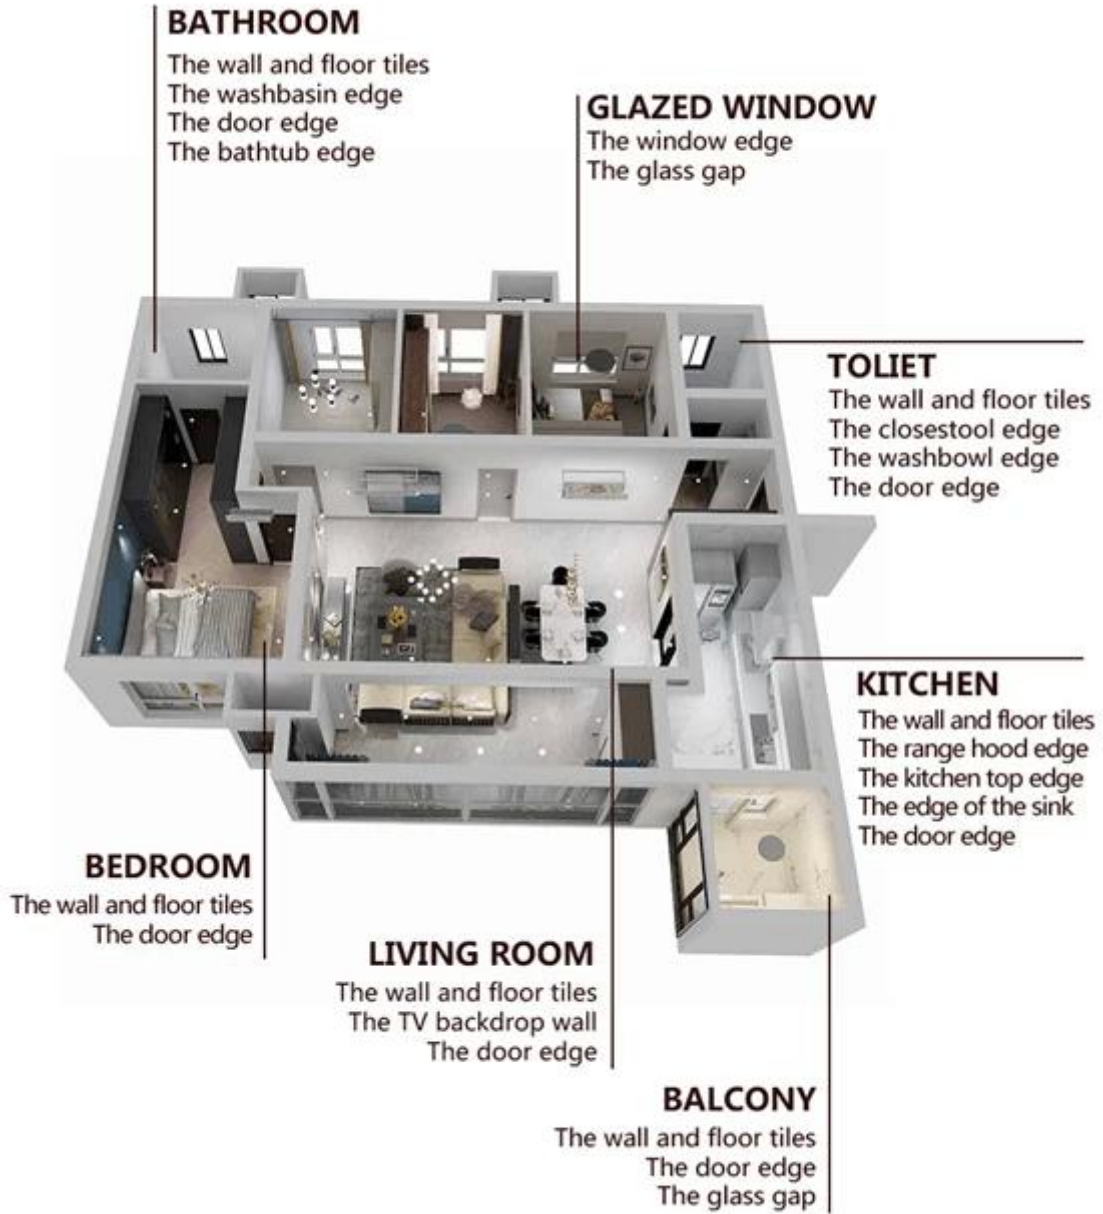 BATHROOM
The wall and floor tiles
The washbasin edge
The door edge
The bathtub edge
GLAZED WINDOW
The window edge
The glass gap
TOLIET
The wall and floor tiles
The closestool edge
The washbowl edge
The door edge
KITCHEN
The wall and floor tiles
The range hood edge
The kitchen top edge
The edge of the sink
The door edge
BEDROOM
The wall and floor tiles
The door edge
LIVING ROOM
The wall and floor tiles
The TV backdrop wall
The door edge
BALCONY
The wall and floor tiles
The door edge
The glass gap